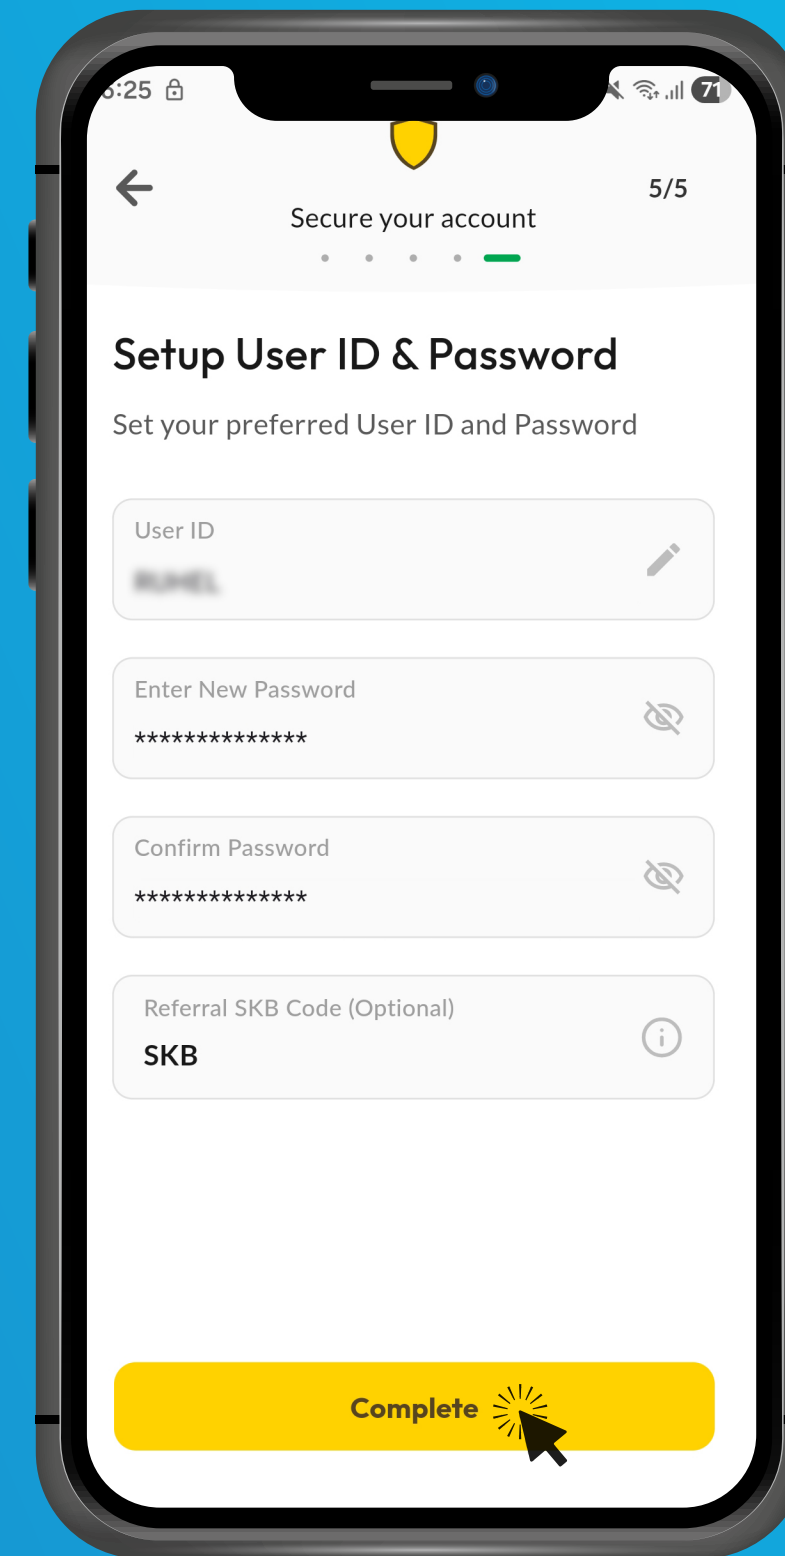 :25
71
5/5
Secure your account
Setup User ID & Password
Set your preferred User ID and Password
User ID
Enter New Password
**************
Confirm Password
**************
Referral SKB Code (Optional)
SKB
Complete